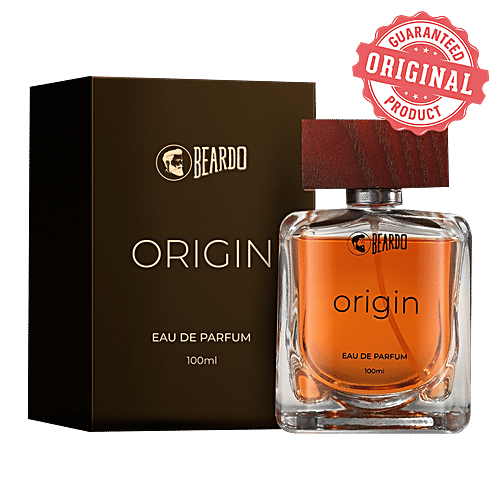 GUARANTEED
ORIGINAL
PRODUCT
BEARDO
ORIGIN
EAU DE PARFUM
100ml
BEARDO
origin
EAU DE PARFUM
100ml